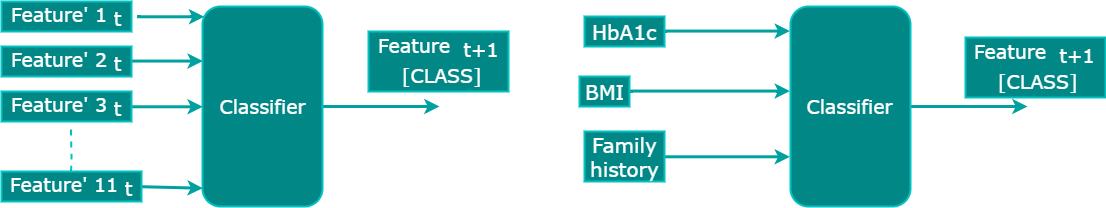 Feature' 1 t
Feature' 2 t
Feature' 3 t
Feature' 11 t
Classifier
Feature t+1
[CLASS]
HbA1c
BMI
Family
history
Classifier
Feature t+1
[CLASS]